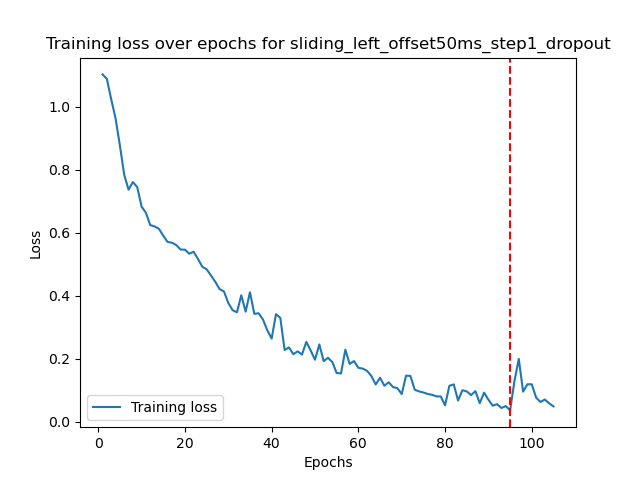 Training loss over epochs for sliding_left_offset50ms_step1_dropout
Loss
1.0
0.8
0.6
0.4
0.2
0.0
Training loss
0 20 40 60 80 100
Epochs